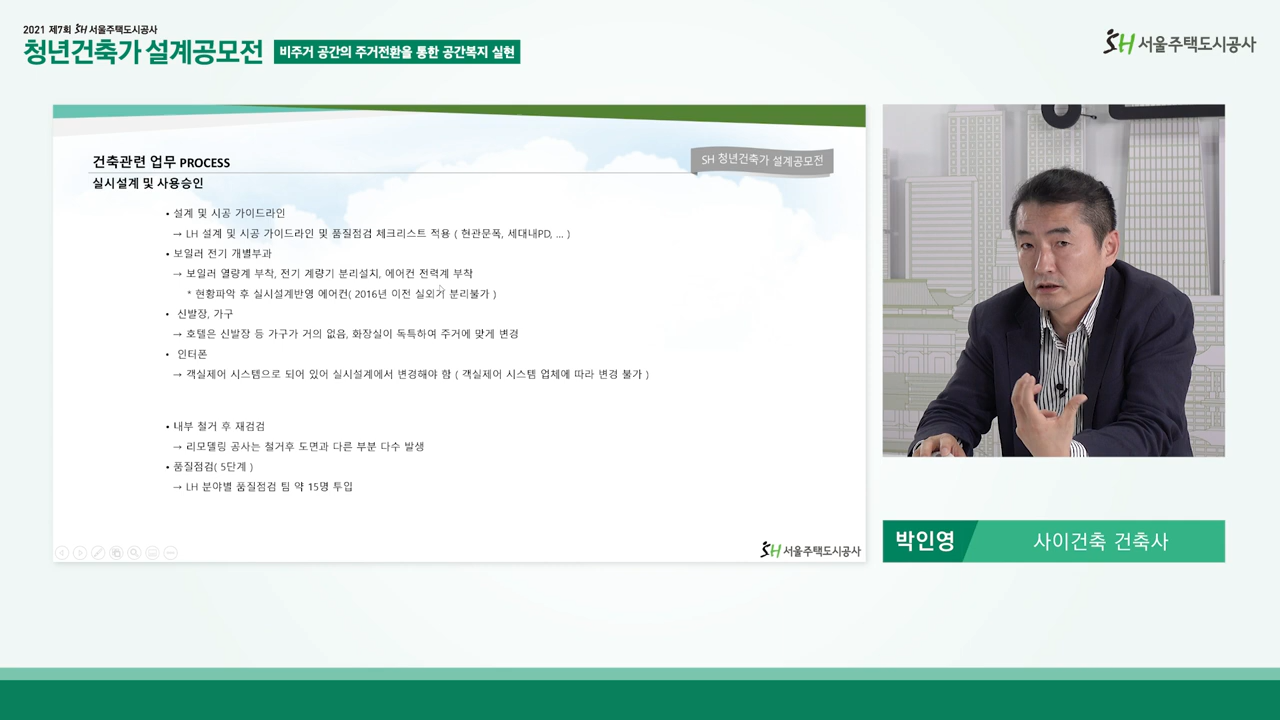 2021 제7회 SH 서울주택도시공사
청년건축가 설계공모전 비주거 공간의 주거전환을 통한 공간복지 실현
SH 서울주택도시공사
건축관련 업무 PROCESS
SH 청년건축가 설계공모전
실시설계 및 사용승인
• 설계 및 시공 가이드라인
→ LH 설계 및 시공 가이드라인 및 품질점검 체크리스트 적용 ( 현관문폭, 세대내PD, ... )
• 보일러 전기 개별부과
→ 보일러 열량계 부착, 전기 계량기 분리설치, 에어컨 전력계 부착
* 현황파악 후 실시설계반영 에어컨( 2016년 이전 실외기 분리불가 )
• 신발장, 가구
→ 호텔은 신발장 등 가구가 거의 없음, 화장실이 독특하여 주거에 맞게 변경
• 인터폰
→ 객실제어 시스템으로 되어 있어 실시설계에서 변경해야 함 ( 객실제어 시스템 업체에 따라 변경 불가 )
• 내부 철거 후 재검검
→ 리모델링 공사는 철거후 도면과 다른 부분 다수 발생
• 품질점검( 5단계 )
→ LH 분야별 품질점검 팀 약 15명 투입
SH 서울주택도시공사
박인영 사이건축 건축사